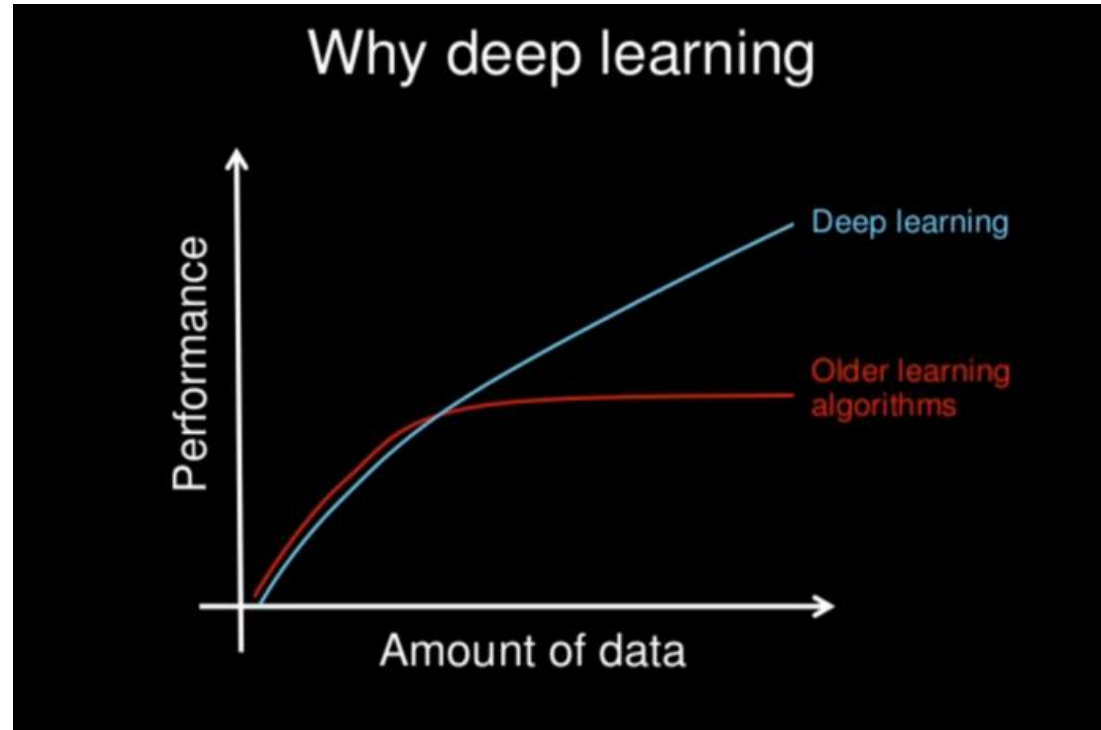 Why deep learning
Performance
Deep learning
Older learning
algorithms
Amount of data